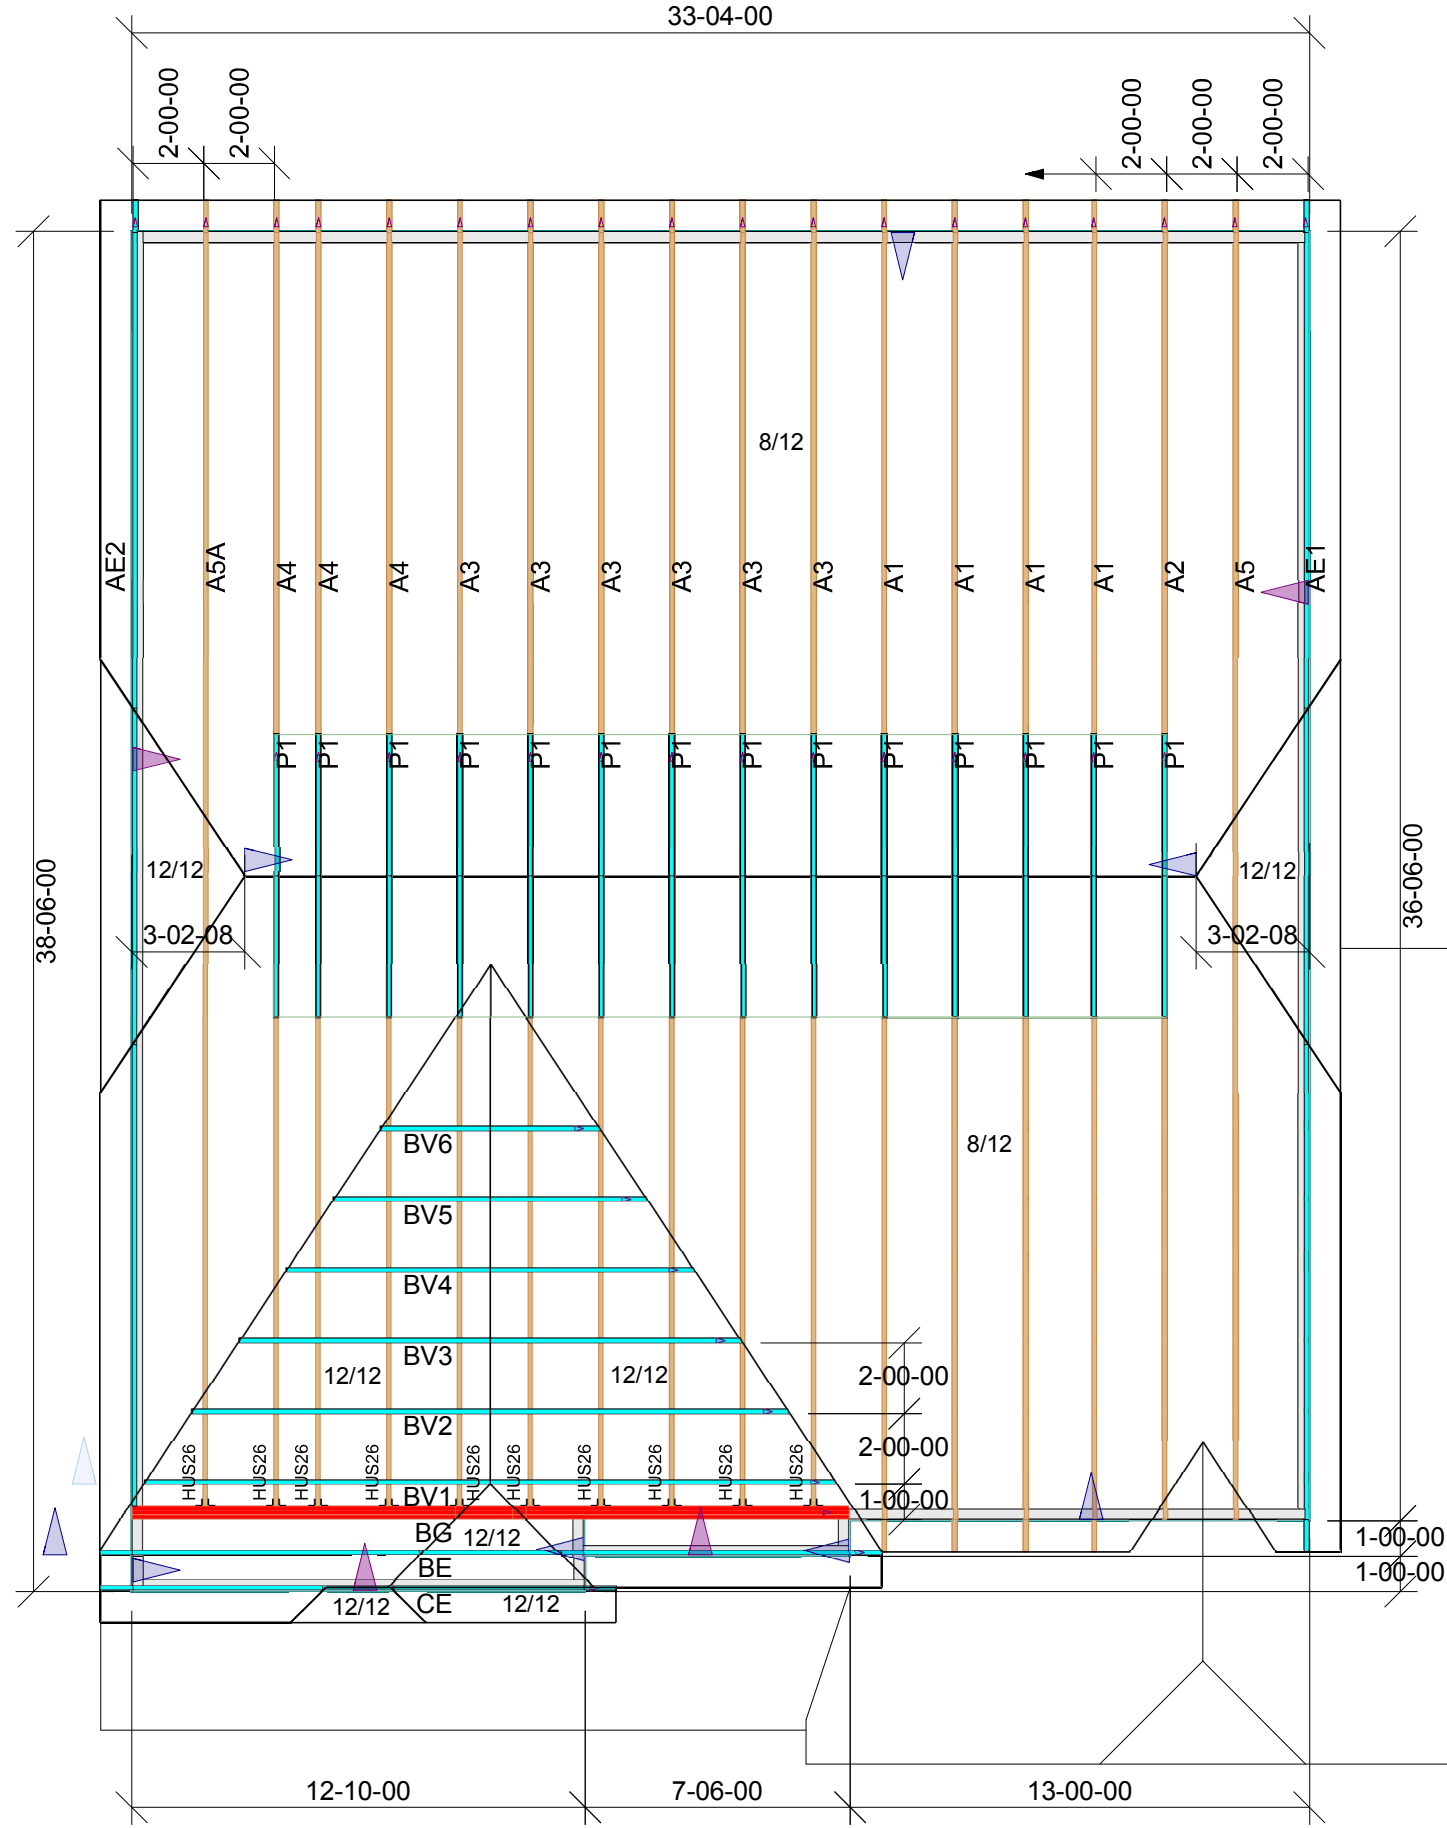 33-04-00
2-00-00
2-00-00
2-00-00
2-00-00
2-00-00
8/12
AE2
A5A
A4
A4
A4
A3
A3
A3
A3
A3
A3
A1
A1
A1
A1
A2
A5
AE1
P1
P1
P1
P1
P1
P1
P1
P1
P1
P1
P1
P1
P1
P1
12/12
12/12
38-06-00
36-06-00
3-02-08
3-02-08
BV6
8/12
BV5
BV4
BV3
12/12
12/12
2-00-00
BV2
2-00-00
HUS26
HUS26
HUS26
HUS26
HUS26
HUS26
HUS26
HUS26
HUS26
HUS26
BV1
1-00-00
BG
12/12
1-00-00
BE
1-00-00
12/12
CE
12/12
12-10-00
7-06-00
13-00-00